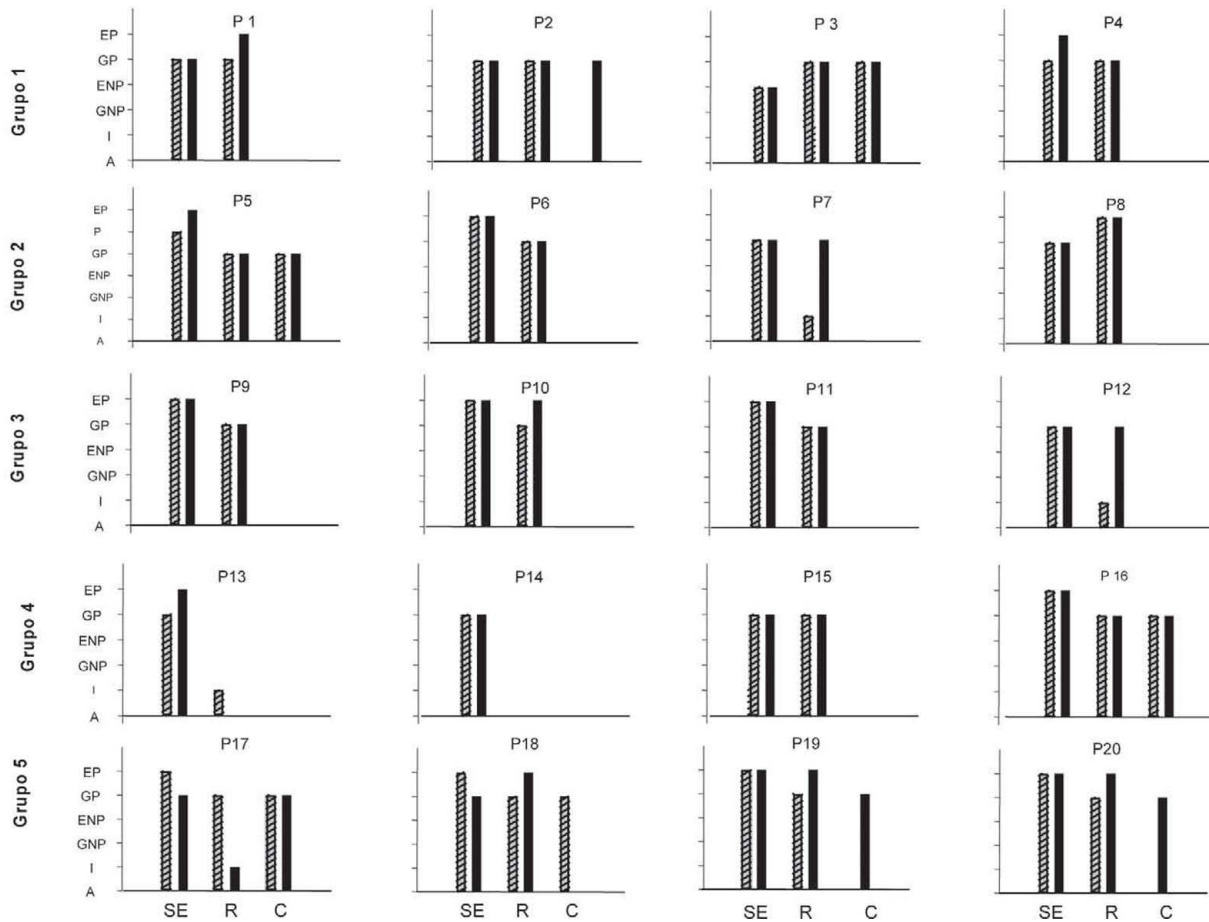 Grupo 1
P 1
P2
P 3
P4
EP
GP
ENP
GNP
I
A
Grupo 2
P5
P6
P7
P8
EP
P
GP
ENP
GNP
I
A
Grupo 3
P9
P10
P11
P12
EP
GP
ENP
GNP
I
A
Grupo 4
P13
P14
P15
P 16
EP
GP
ENP
GNP
I
A
Grupo 5
P17
P18
P19
P20
EP
GP
ENP
GNP
I
A
SE R C
SE R C
SE R C
SE R C